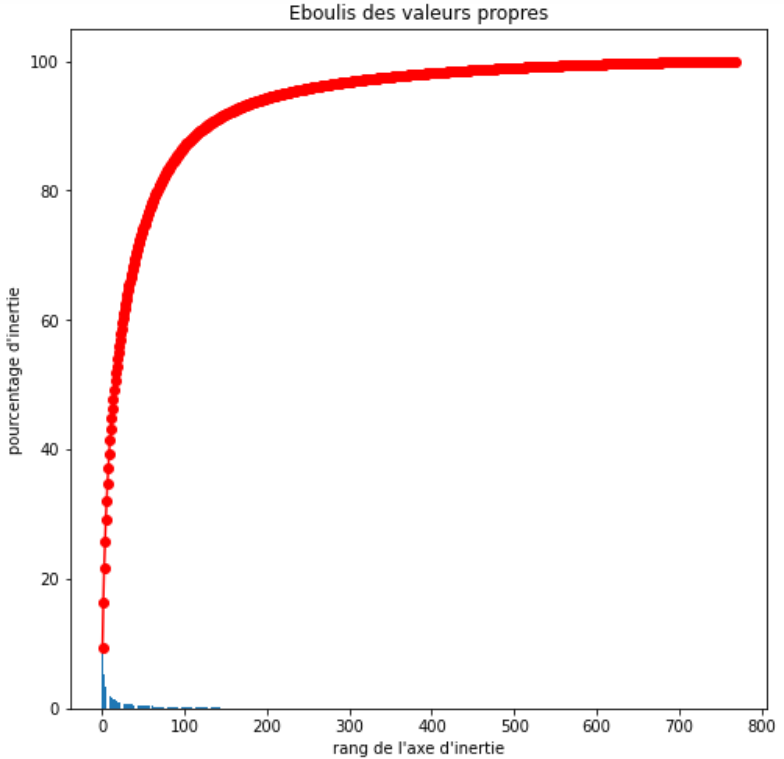 Eboulis des valeurs propres
100
80
60
40
20
0
pourcentage d'inertie
0 100 200 300 400 500 600 700 800
rang de l'axe d'inertie